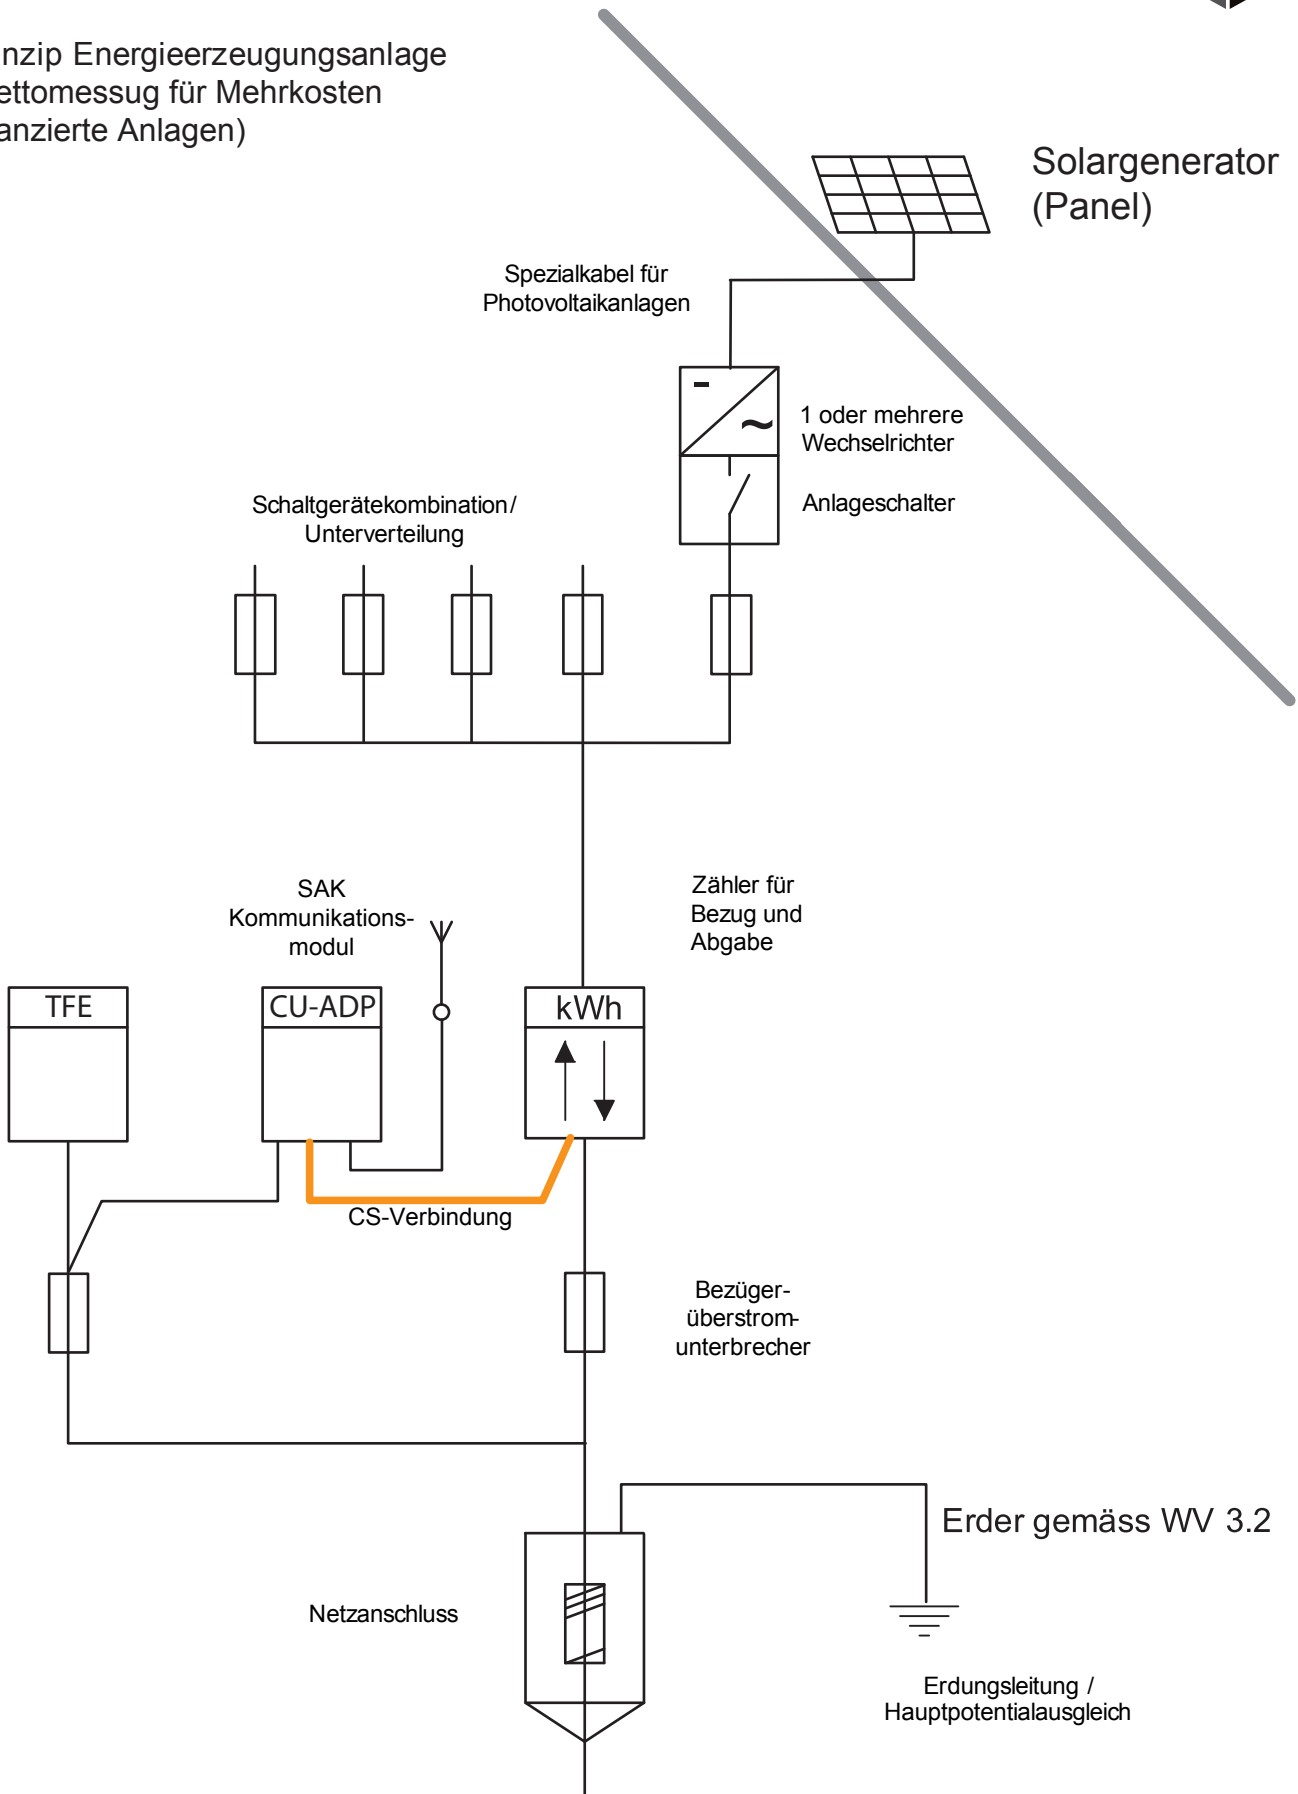 nzip Energieerzeugungsanlage
ettomessug für Mehrkosten
anzierte Anlagen)
Solargenerator
(Panel)
Spezialkabel für
Photovoltaikanlagen
1 oder mehrere
Wechselrichter
Anlageschalter
Schaltgerätekombination/
Unterverteilung
SAK
Kommunikations-
modul
Zähler für
Bezug und
Abgabe
TFE
CU-ADP
kWh
CS-Verbindung
Bezüger-
überstrom-
unterbrecher
Erder gemäss WV 3.2
Netzanschluss
Erdungsleitung /
Hauptpotentialausgleich